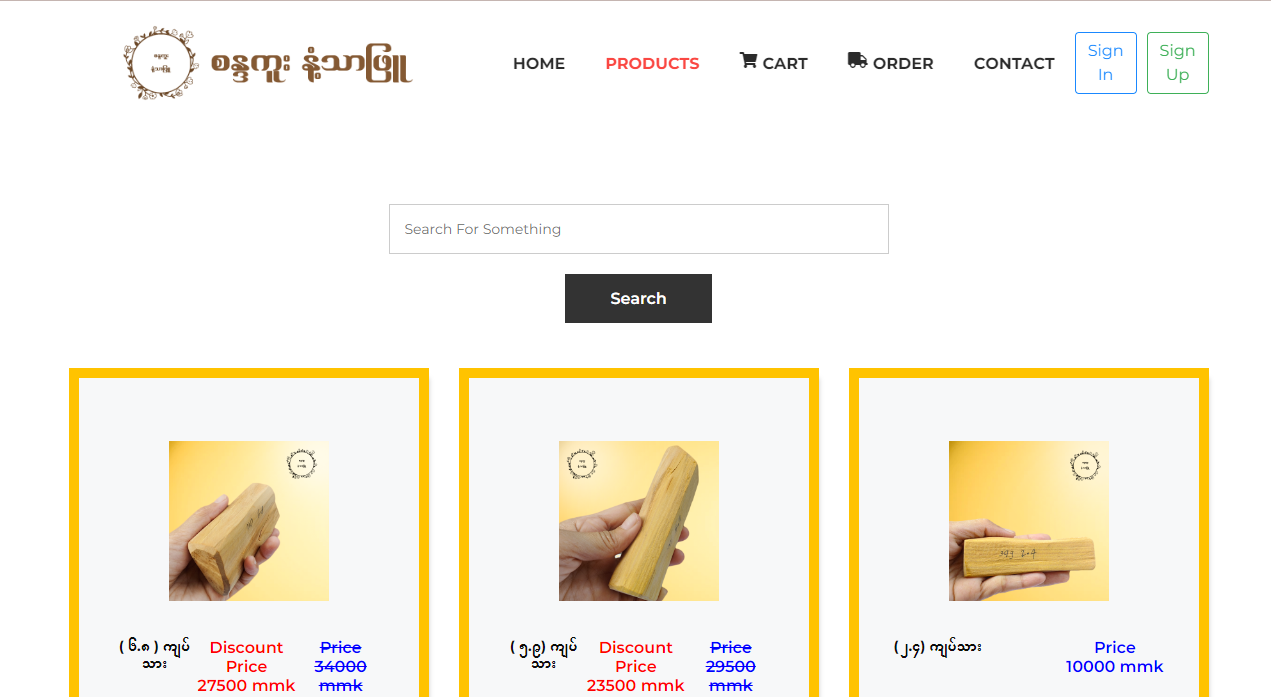 စန္ဒကူး နံ့သာဖြူ
HOME PRODUCTS CART ORDER CONTACT
Sign
In
Sign
Up
Search For Something
Search
( ၆.၈ ) ကျပ်
သား
Discount
Price
27500 mmk
Price
34000
mmk
( ၅.၉) ကျပ်
သား
Discount
Price
23500 mmk
Price
29500
mmk
(၂.၄) ကျပ်သား
Price
10000 mmk